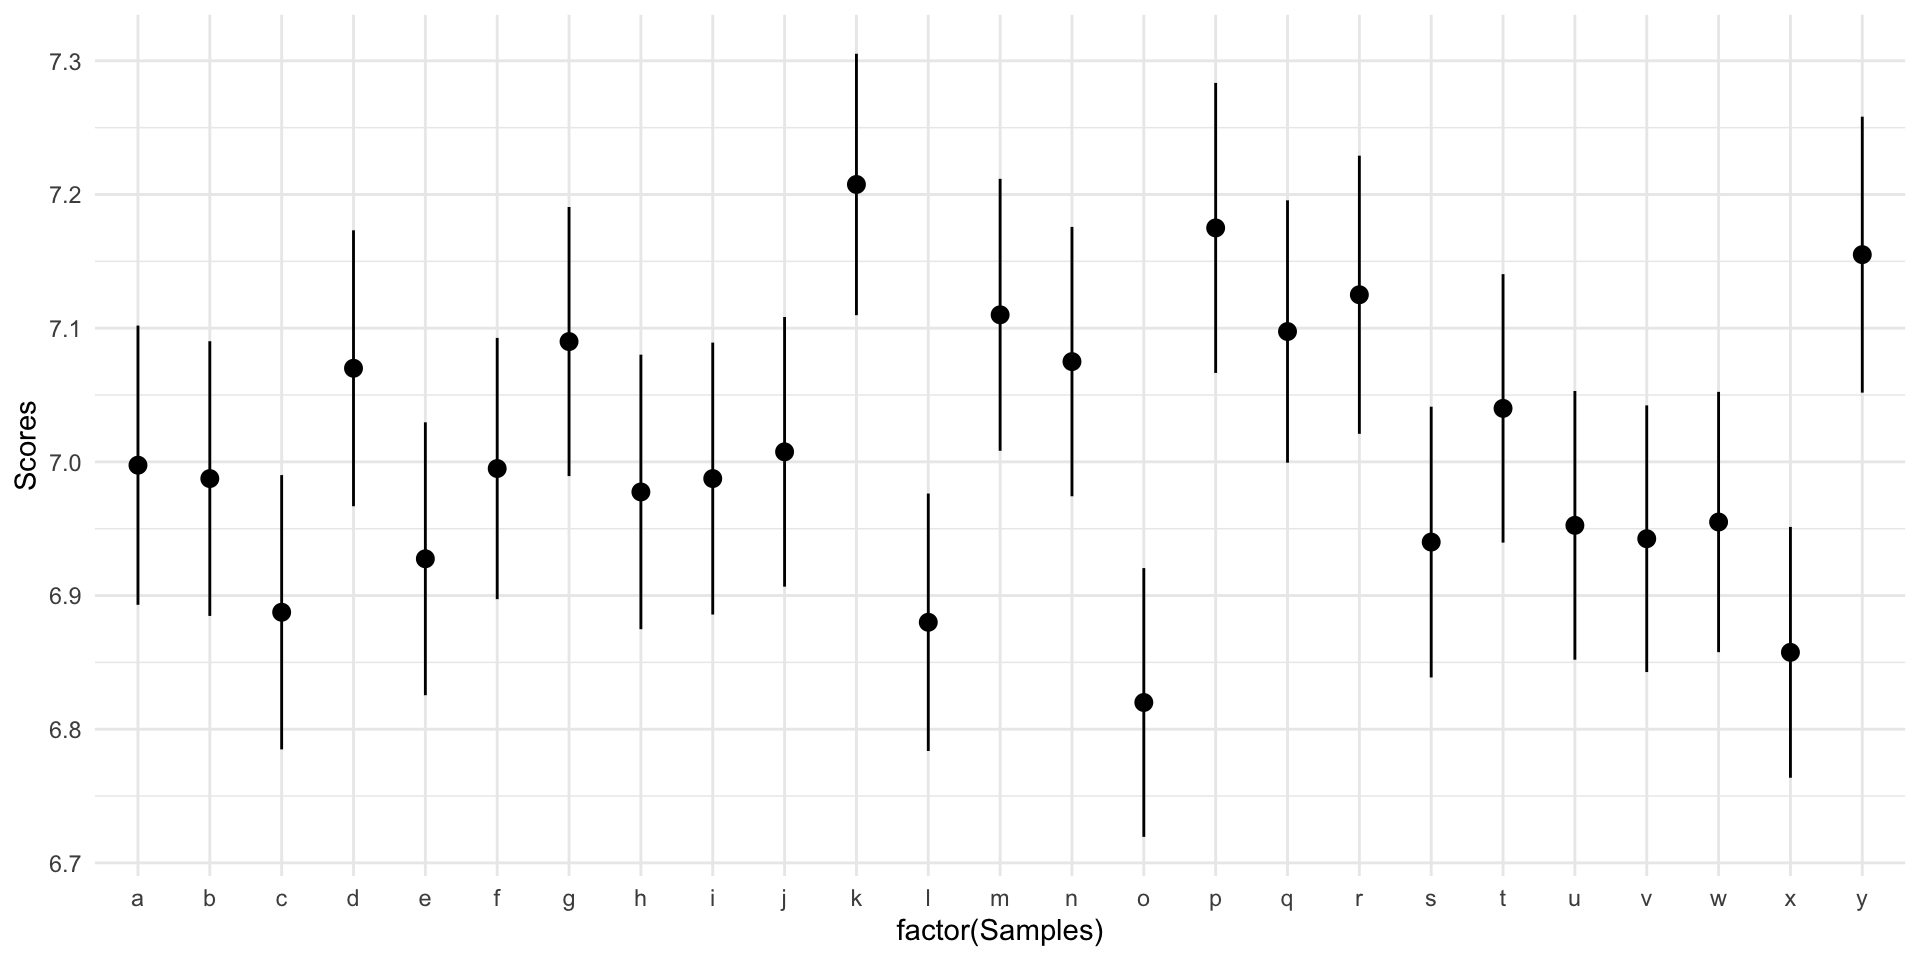 7.3
7.2
7.1
7.0
6.9
6.8
6.7
Scores
a b c d e f g h i j k l m n o p q r s t u v w x y
factor(Samples)